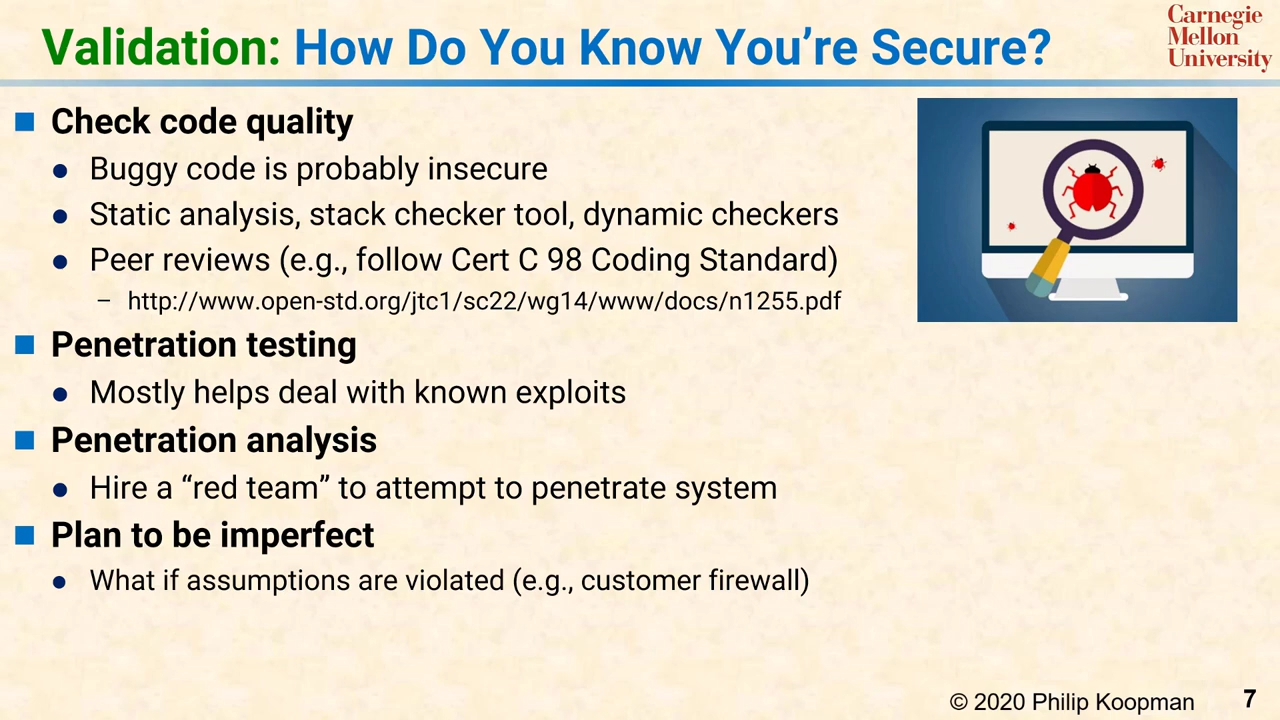 Validation: How Do You Know You're Secure?
Carnegie
Mellon
University
Check code quality
Buggy code is probably insecure
Static analysis, stack checker tool, dynamic checkers
Peer reviews (e.g., follow Cert C 98 Coding Standard)
– http://www.open-std.org/jtc1/sc22/wg14/www/docs/n1255.pdf
Penetration testing
Mostly helps deal with known exploits
Penetration analysis
Hire a “red team” to attempt to penetrate system
Plan to be imperfect
What if assumptions are violated (e.g., customer firewall)
© 2020 Philip Koopman
7